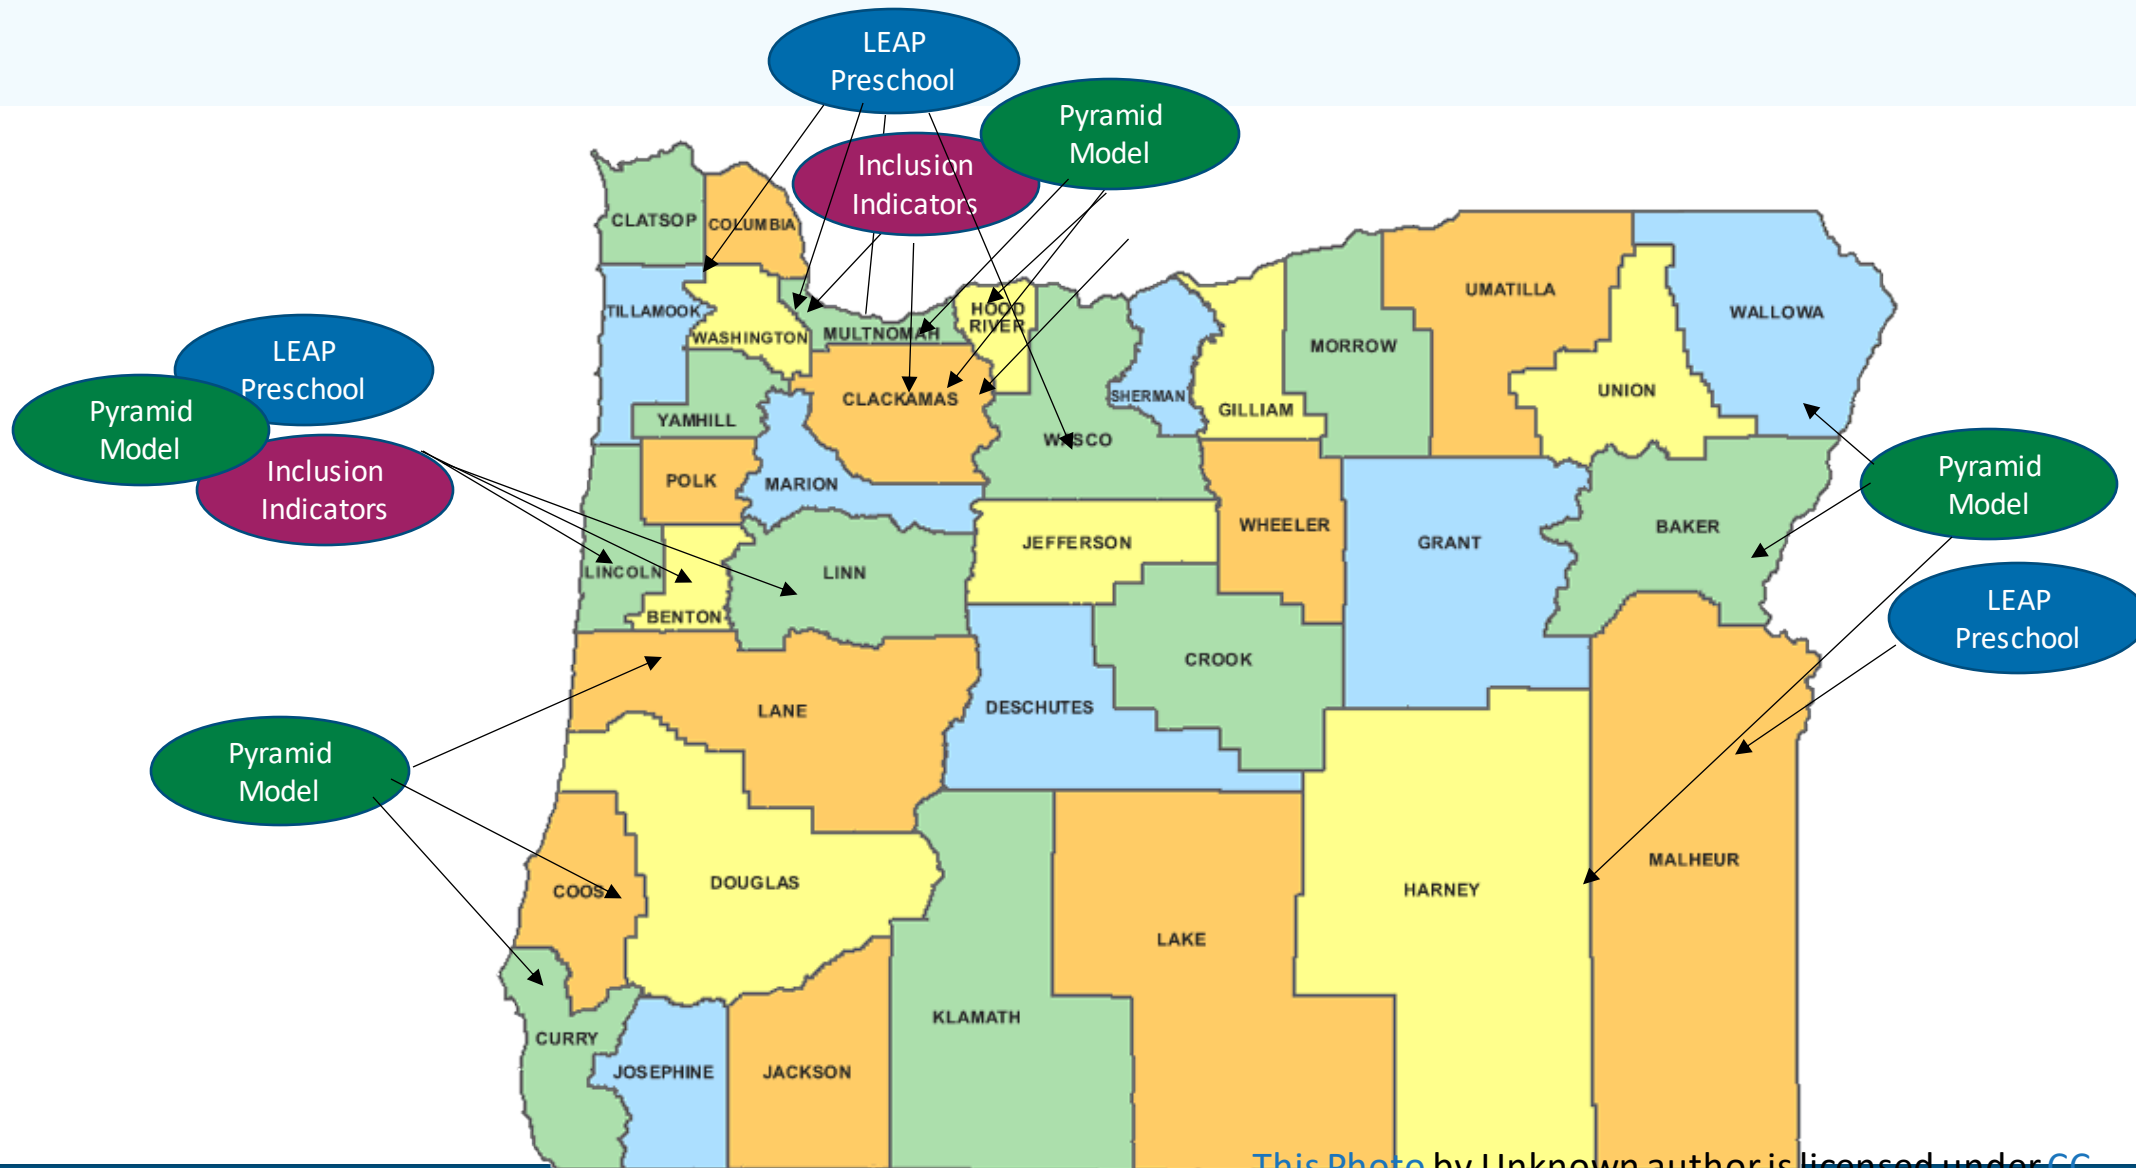 LEAP
Preschool
Pyramid
Model
Inclusion
Indicators
CLATSOP
COLUMBIA
TILLAMOOK
WASHINGTON
MULTNOMAH
HOOD
RIVER
UMATILLA
WALLOWA
MORROW
UNION
SHERMAN
GILLIAM
CLACKAMAS
YAMHILL
WASCO
LEAP
Preschool
Pyramid
Model
Inclusion
Indicators
POLK
MARION
Pyramid
Model
JEFFERSON
WHEELER
GRANT
BAKER
LINCOLN
BENTON
LINN
LEAP
Preschool
CROOK
DESCHUTES
LANE
Pyramid
Model
COOS
DOUGLAS
HARNEY
MALHEUR
LAKE
KLAMATH
CURRY
JOSEPHINE
JACKSON
This Photo by Unknown author is licensed under CC